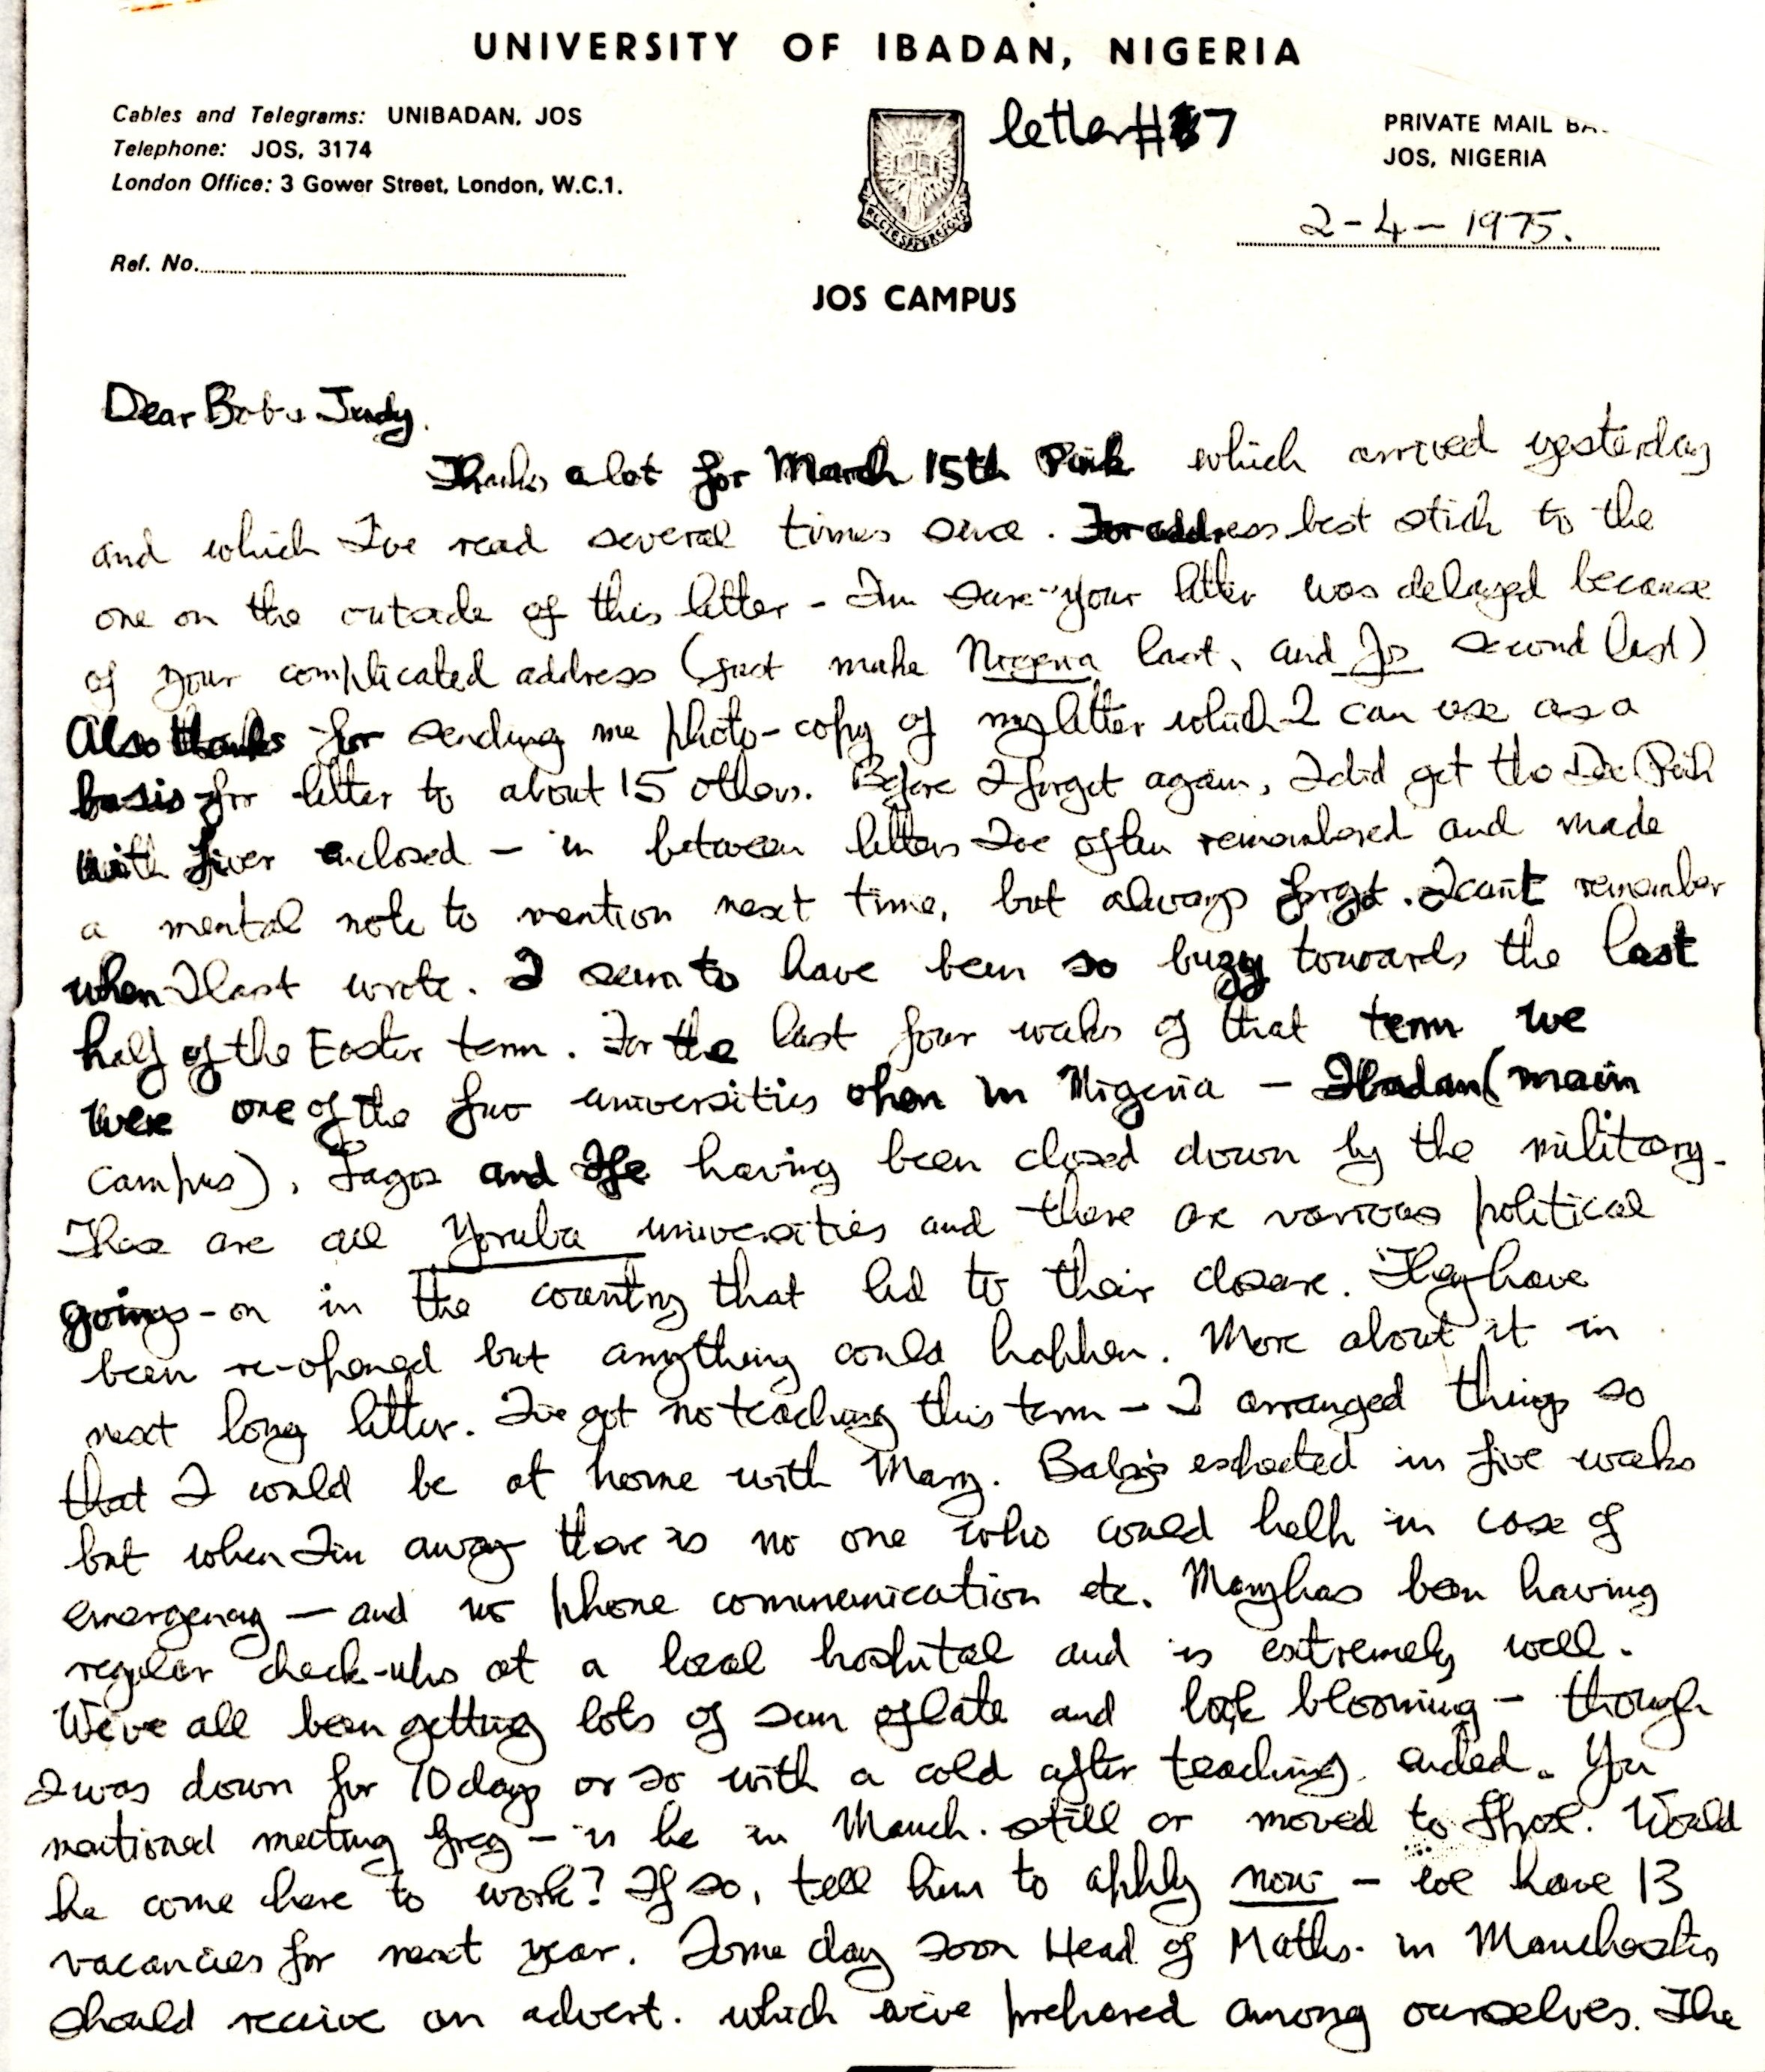 UNIVERSITY OF IBADAN, NIGERIA
Cables and Telegrams: UNIBADAN, JOS
Telephone: JOS, 3174
London Office: 3 Gower Street, London, W.C.1.
Ref. No.
letter #7
PRIVATE MAIL
JOS, NIGERIA
2-4-1975.
JOS CAMPUS
Dear Bob & Judy,
Thanks a lot for March 15th which arrived yesterday
and which I've read several times since. For address best stick to the
one on the outside of this letter - I'm sure your letter was delayed because
of your complicated address (just make Nigeria last, and Jos second last)
Also thanks for sending me photo-copy of my letter which I can use as a
basis for letter to about 15 others. Before I forget again, I did get the Dec
with fiver enclosed - in between letters I've often remembered and made
a mental note to mention next time, but always forget. I can't remember
when I last wrote. I seem to have been so buzy towards the last
half of the Easter term. For the last four weeks of that term we
were one of the few universities open in Nigeria - Ibadan (main
campus), Lagos and Ife having been closed down by the military.
These are all Yoruba universities and there are various political
goings-on in the country that led to their closure. They have
been re-opened but anything could happen. More about it in
next long letter. I've got no teaching this term - I arranged things so
that I would be at home with Mary. Baby's expected in five weeks
but when I'm away there is no one who could help in case of
emergency - and no phone communication etc. Mary has been having
regular check-ups at a local hospital and is extremely well.
We've all been getting lots of sun of late and look blooming - though
I was down for 10 days or so with a cold after teaching ended. You
mentioned meeting Greg - is he in Manch. still or moved to Would
he come here to work? If so, tell him to apply now - we have 13
vacancies for next year. Some day soon Head of Maths. in Manchester
should receive an advert. which we've prepared among ourselves. The